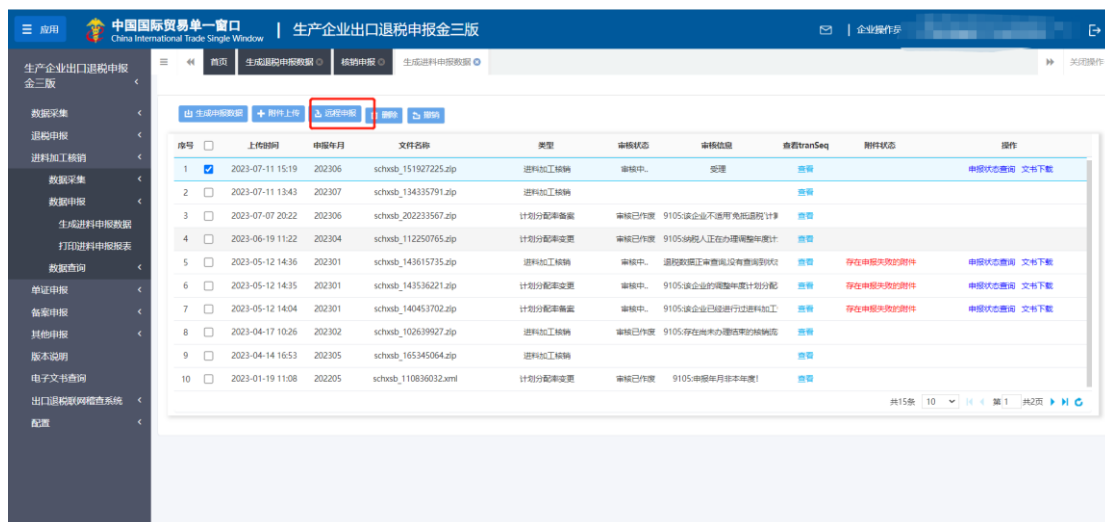 应用 中国国际贸易单一窗口 | 生产企业出口退税申报金三版 企业操作员
China International Trade Single Window
生产企业出口退税申报金三版
首页 生成退税申报数据 核销申报 生成进料申报数据 关闭操作
数据采集
退税申报
进料加工核销
数据采集
数据申报
生成进料申报数据
打印进料申报报表
数据查询
单证申报
备案申报
其他申报
版本说明
电子文书查询
出口退税联网稽查系统
配置
生成申报数据 附件上传 远程申报 删除 撤销
序号 上传时间 申报年月 文件名称 类型 审核状态 审核信息 查看tranSeq 附件状态 操作
1 2023-07-11 15:19 202306 schxsb_151927225.zip 进料加工核销 审核中.. 受理 查看 申报状态查询 文书下载
2 2023-07-11 13:43 202307 schxsb_134335791.zip 进料加工核销 查看
3 2023-07-07 20:22 202306 schxsb_202233567.zip 计划分配率备案 审核已作废 9105:该企业不适用'免抵退税'计 查看
4 2023-06-19 11:22 202304 schxsb_112250765.zip 计划分配率变更 审核已作废 9105:纳税人正在办理调整年度计 查看
5 2023-05-12 14:36 202301 schxsb_143615735.zip 进料加工核销 审核中.. 退税数据正审查询,没有查询到状 查看 存在申报失败的附件 申报状态查询 文书下载
6 2023-05-12 14:35 202301 schxsb_143536221.zip 计划分配率变更 审核中.. 9105:该企业的调整年度计划分配 查看 存在申报失败的附件 申报状态查询 文书下载
7 2023-05-12 14:04 202301 schxsb_140453702.zip 计划分配率备案 审核中.. 9105:该企业已经进行过进料加工 查看 存在申报失败的附件 申报状态查询 文书下载
8 2023-04-17 10:26 202302 schxsb_102639927.zip 进料加工核销 审核已作废 9105:存在尚未办理结束的核销流 查看
9 2023-04-14 16:53 202305 schxsb_165345064.zip 进料加工核销 查看
10 2023-01-19 11:08 202205 schxsb_110836032.xml 计划分配率变更 审核已作废 9105:申报年月非本年度! 查看
共15条 10 第 1 共2页